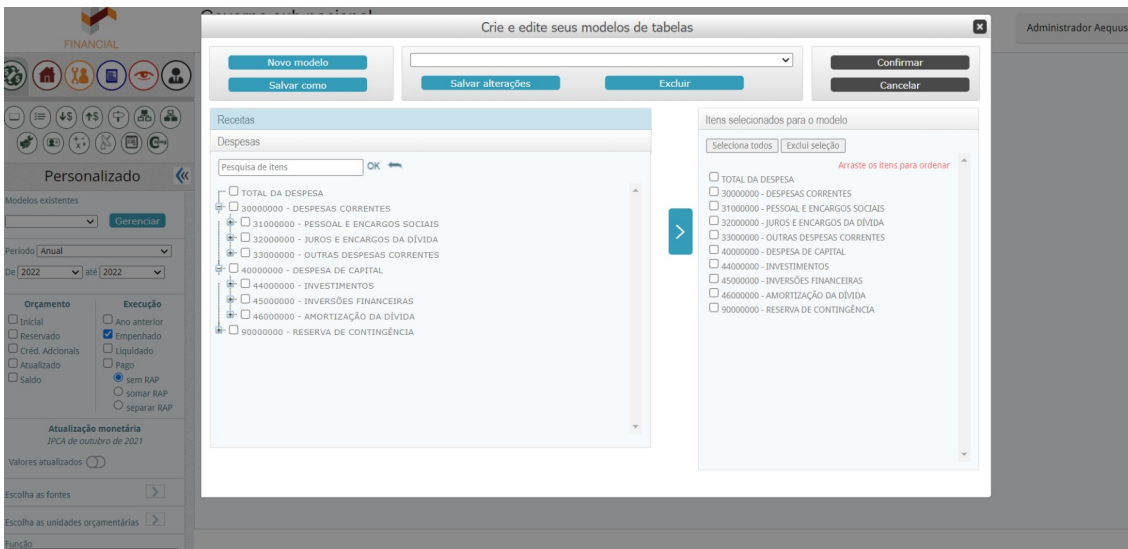 FINANCIAL
Crie e edite seus modelos de tabelas
Administrador Aequus
Novo modelo
Salvar como
Salvar alterações
Excluir
Confirmar
Cancelar
Personalizado
Modelos existentes
Gerenciar
Período Anual
De 2022 até 2022
Orçamento
Inicial
Reservado
Créd. Adcionais
Atualizado
Saldo
Execução
Ano anterior
Empenhado
Liquidado
Pago
sem RAP
somar RAP
separar RAP
Atualização monetária
IPCA de outubro de 2021
Valores atualizados
Escolha as fontes
Escolha as unidades orçamentárias
Função
Receitas
Despesas
Pesquisa de itens OK
TOTAL DA DESPESA
30000000 - DESPESAS CORRENTES
31000000 - PESSOAL E ENCARGOS SOCIAIS
32000000 - JUROS E ENCARGOS DA DÍVIDA
33000000 - OUTRAS DESPESAS CORRENTES
40000000 - DESPESA DE CAPITAL
44000000 - INVESTIMENTOS
45000000 - INVERSÕES FINANCEIRAS
46000000 - AMORTIZAÇÃO DA DÍVIDA
90000000 - RESERVA DE CONTINGÊNCIA
Itens selecionados para o modelo
Seleciona todos Exclui seleção
Arraste os itens para ordenar
TOTAL DA DESPESA
30000000 - DESPESAS CORRENTES
31000000 - PESSOAL E ENCARGOS SOCIAIS
32000000 - JUROS E ENCARGOS DA DÍVIDA
33000000 - OUTRAS DESPESAS CORRENTES
40000000 - DESPESA DE CAPITAL
44000000 - INVESTIMENTOS
45000000 - INVERSÕES FINANCEIRAS
46000000 - AMORTIZAÇÃO DA DÍVIDA
90000000 - RESERVA DE CONTINGÊNCIA